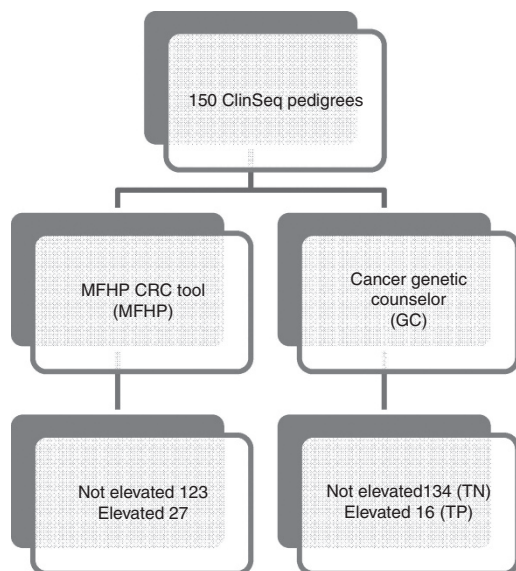 150 ClinSeq pedigrees
MFHP CRC tool
(MFHP)
Cancer genetic
counselor
(GC)
Not elevated 123
Elevated 27
Not elevated134 (TN)
Elevated 16 (TP)